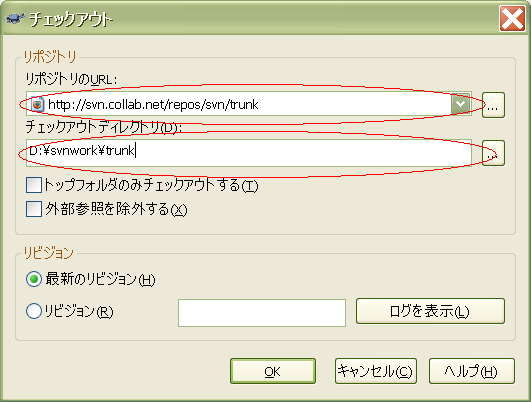 チェックアウト
リポジトリ
リポジトリのURL:
http://svn.collab.net/repos/svn/trunk
...
チェックアウトディレクトリ(D):
D:¥svnwork¥trunk
...
トップフォルダのみチェックアウトする(T)
外部参照を除外する(X)
リビジョン
最新のリビジョン(H)
リビジョン(R)
ログを表示(L)
OK
キャンセル(C)
ヘルプ(H)